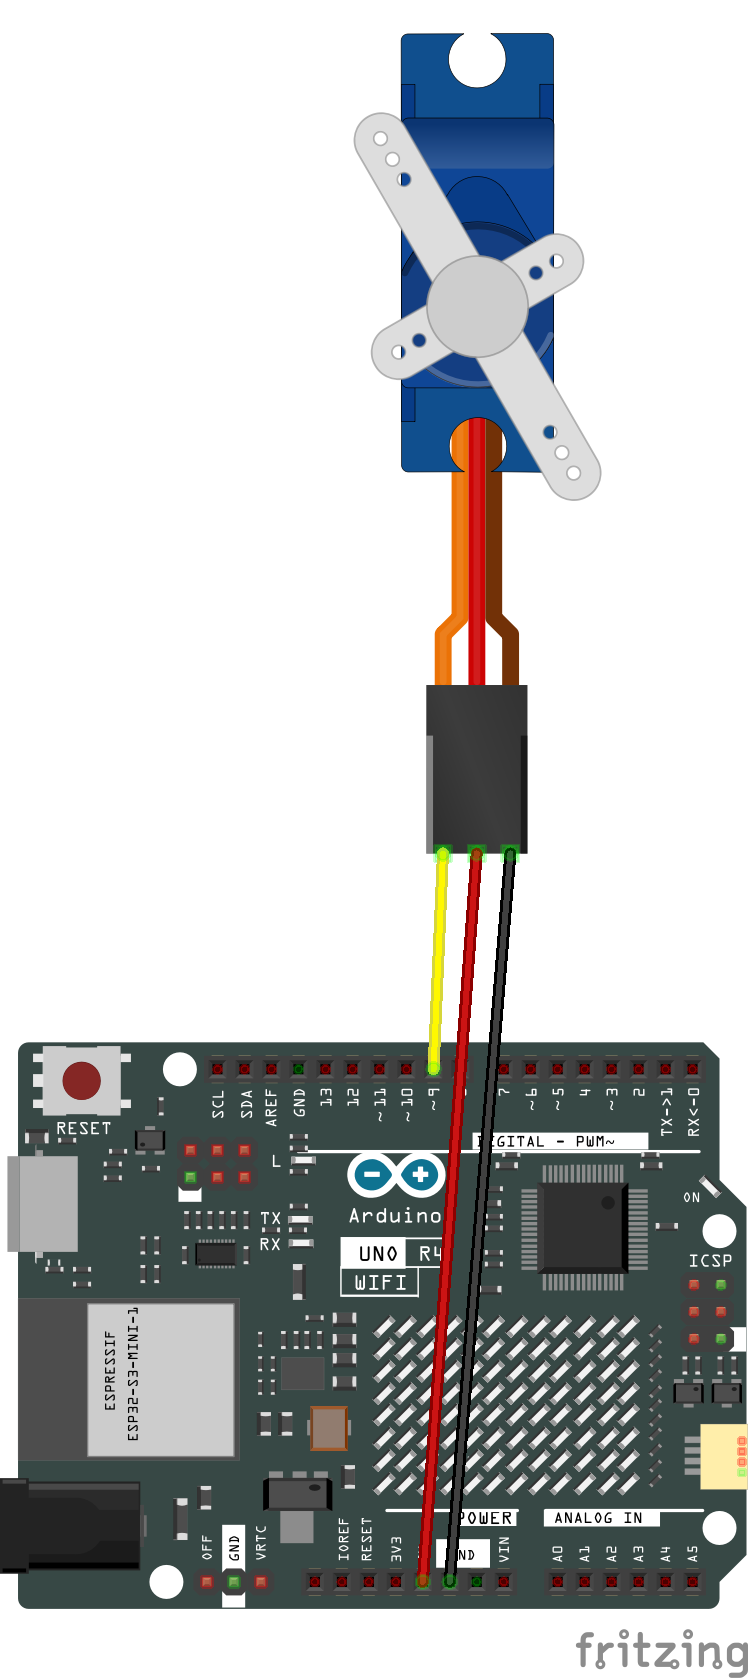 RESET
SCL
SDA
AREF
GND
13
12
~11
~10
~9
7
~6
~5
4
~3
2
TX->1
RX<-0
DIGITAL - PWM~
L
TX
RX
Arduino
UNO R4
WIFI
ON
ICSP
ESPRESSIF
ESP32-S3-MINI-1
OFF
GND
VRTC
IOREF
RESET
3V3
POWER
GND
VIN
ANALOG IN
A0
A1
A2
A3
A4
A5
fritzing